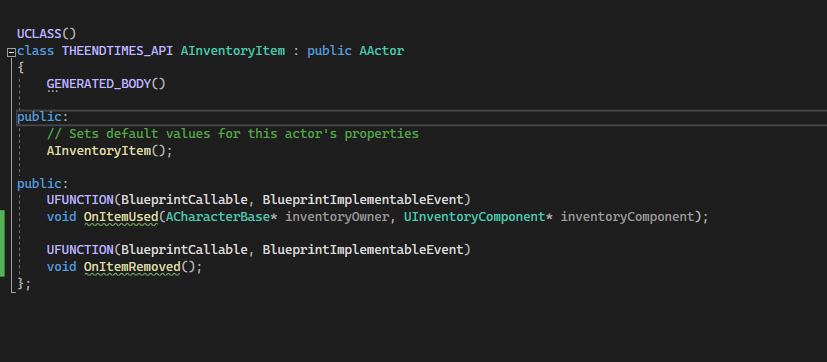 UCLASS()
class THEENDTIMES_API AInventoryItem : public AActor
{
GENERATED_BODY()
public:
// Sets default values for this actor's properties
AInventoryItem();
public:
UFUNCTION(BlueprintCallable, BlueprintImplementableEvent)
void OnItemUsed(ACharacterBase* inventoryOwner, UInventoryComponent* inventoryComponent);
UFUNCTION(BlueprintCallable, BlueprintImplementableEvent)
void OnItemRemoved();
};